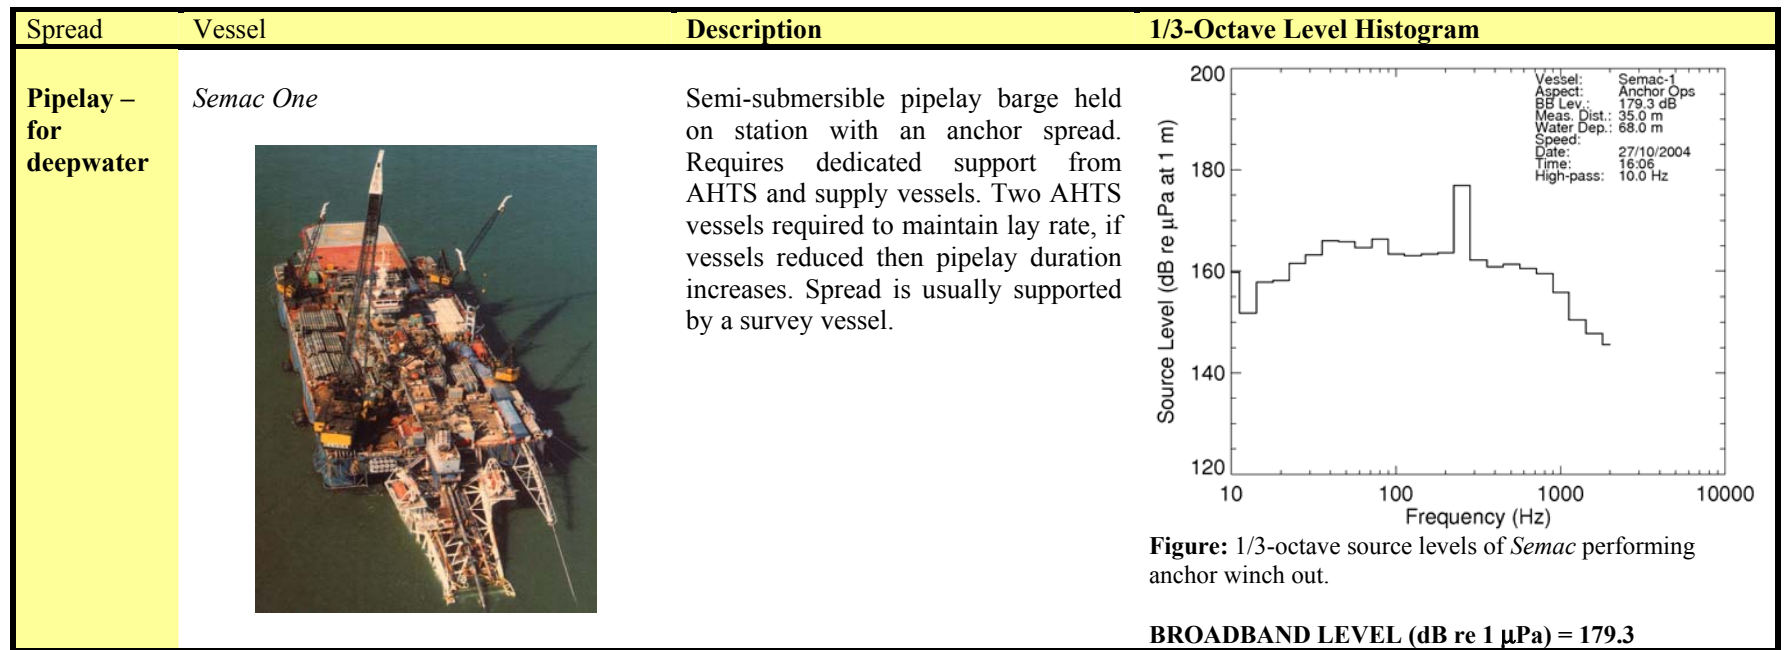 Spread
Vessel
Description
1/3-Octave Level Histogram
Pipelay –
for
deepwater
Semac One
Semi-submersible pipelay barge held
on station with an anchor spread.
Requires dedicated support from
AHTS and supply vessels. Two AHTS
vessels required to maintain lay rate, if
vessels reduced then pipelay duration
increases. Spread is usually supported
by a survey vessel.
Source Level (dB re µPa at 1 m)
200
180
160
140
120
Vessel: Semac-1
Aspect: Anchor Ops
BB Lev.: 179.3 dB
Meas. Dist.: 35.0 m
Water Dep.: 68.0 m
Speed:
Date: 27/10/2004
Time: 16:06
High-pass: 10.0 Hz
10 100 1000 10000
Frequency (Hz)
Figure: 1/3-octave source levels of Semac performing
anchor winch out.
BROADBAND LEVEL (dB re 1 µPa) = 179.3